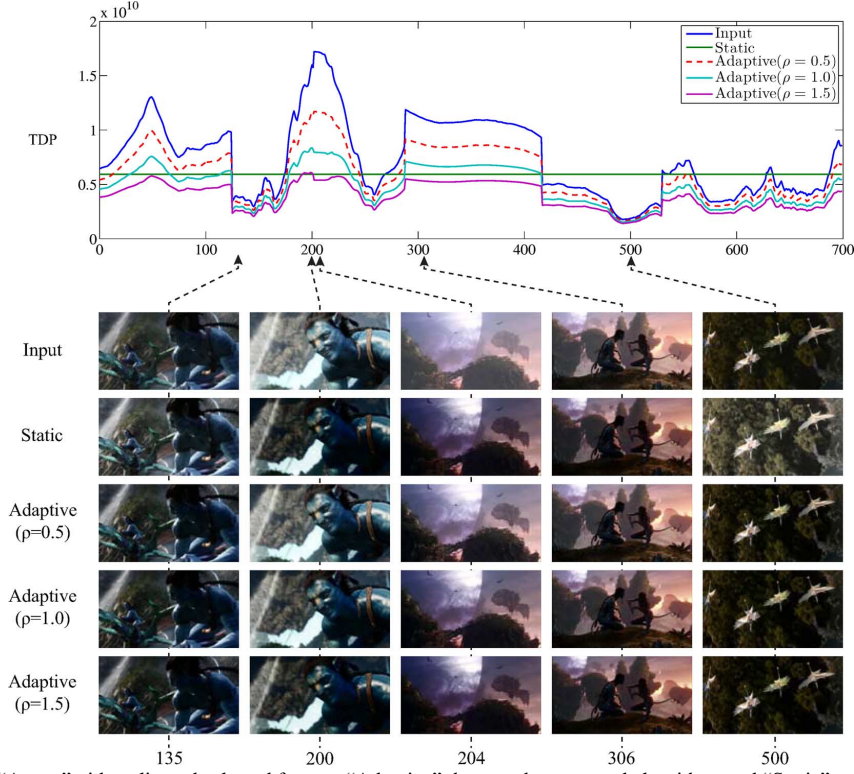 2 x 10^10
Input
Static
Adaptive(ρ = 0.5)
Adaptive(ρ = 1.0)
Adaptive(ρ = 1.5)
1.5
TDP
1
0.5
0
0 100 200 300 400 500 600 700
Input
Static
Adaptive
(ρ=0.5)
Adaptive
(ρ=1.0)
Adaptive
(ρ=1.5)
135 200 204 306 500